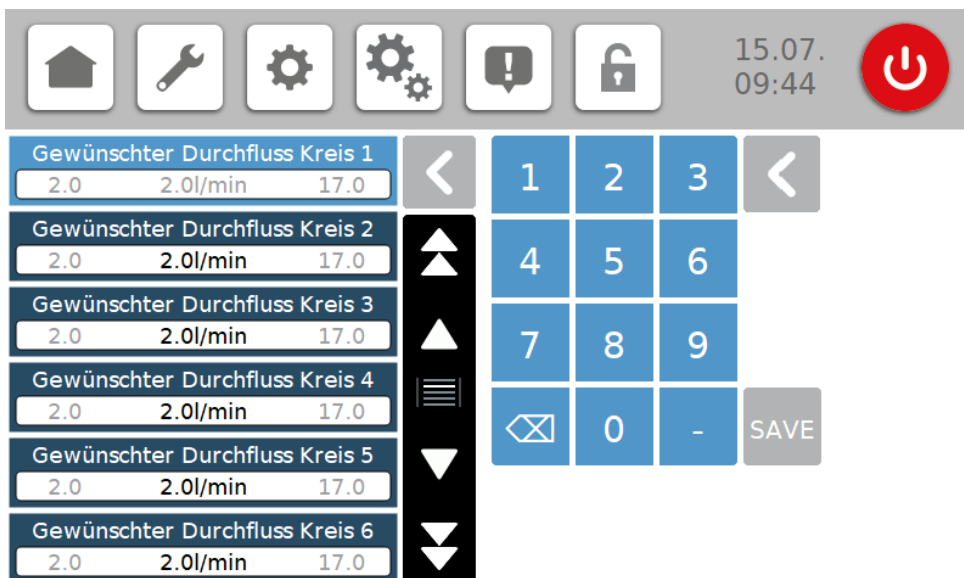 15.07.
09:44
Gewünschter Durchfluss Kreis 1
2.0 2.0l/min 17.0
Gewünschter Durchfluss Kreis 2
2.0 2.0l/min 17.0
Gewünschter Durchfluss Kreis 3
2.0 2.0l/min 17.0
Gewünschter Durchfluss Kreis 4
2.0 2.0l/min 17.0
Gewünschter Durchfluss Kreis 5
2.0 2.0l/min 17.0
Gewünschter Durchfluss Kreis 6
2.0 2.0l/min 17.0
1 2 3
4 5 6
7 8 9
⌫ 0 - SAVE